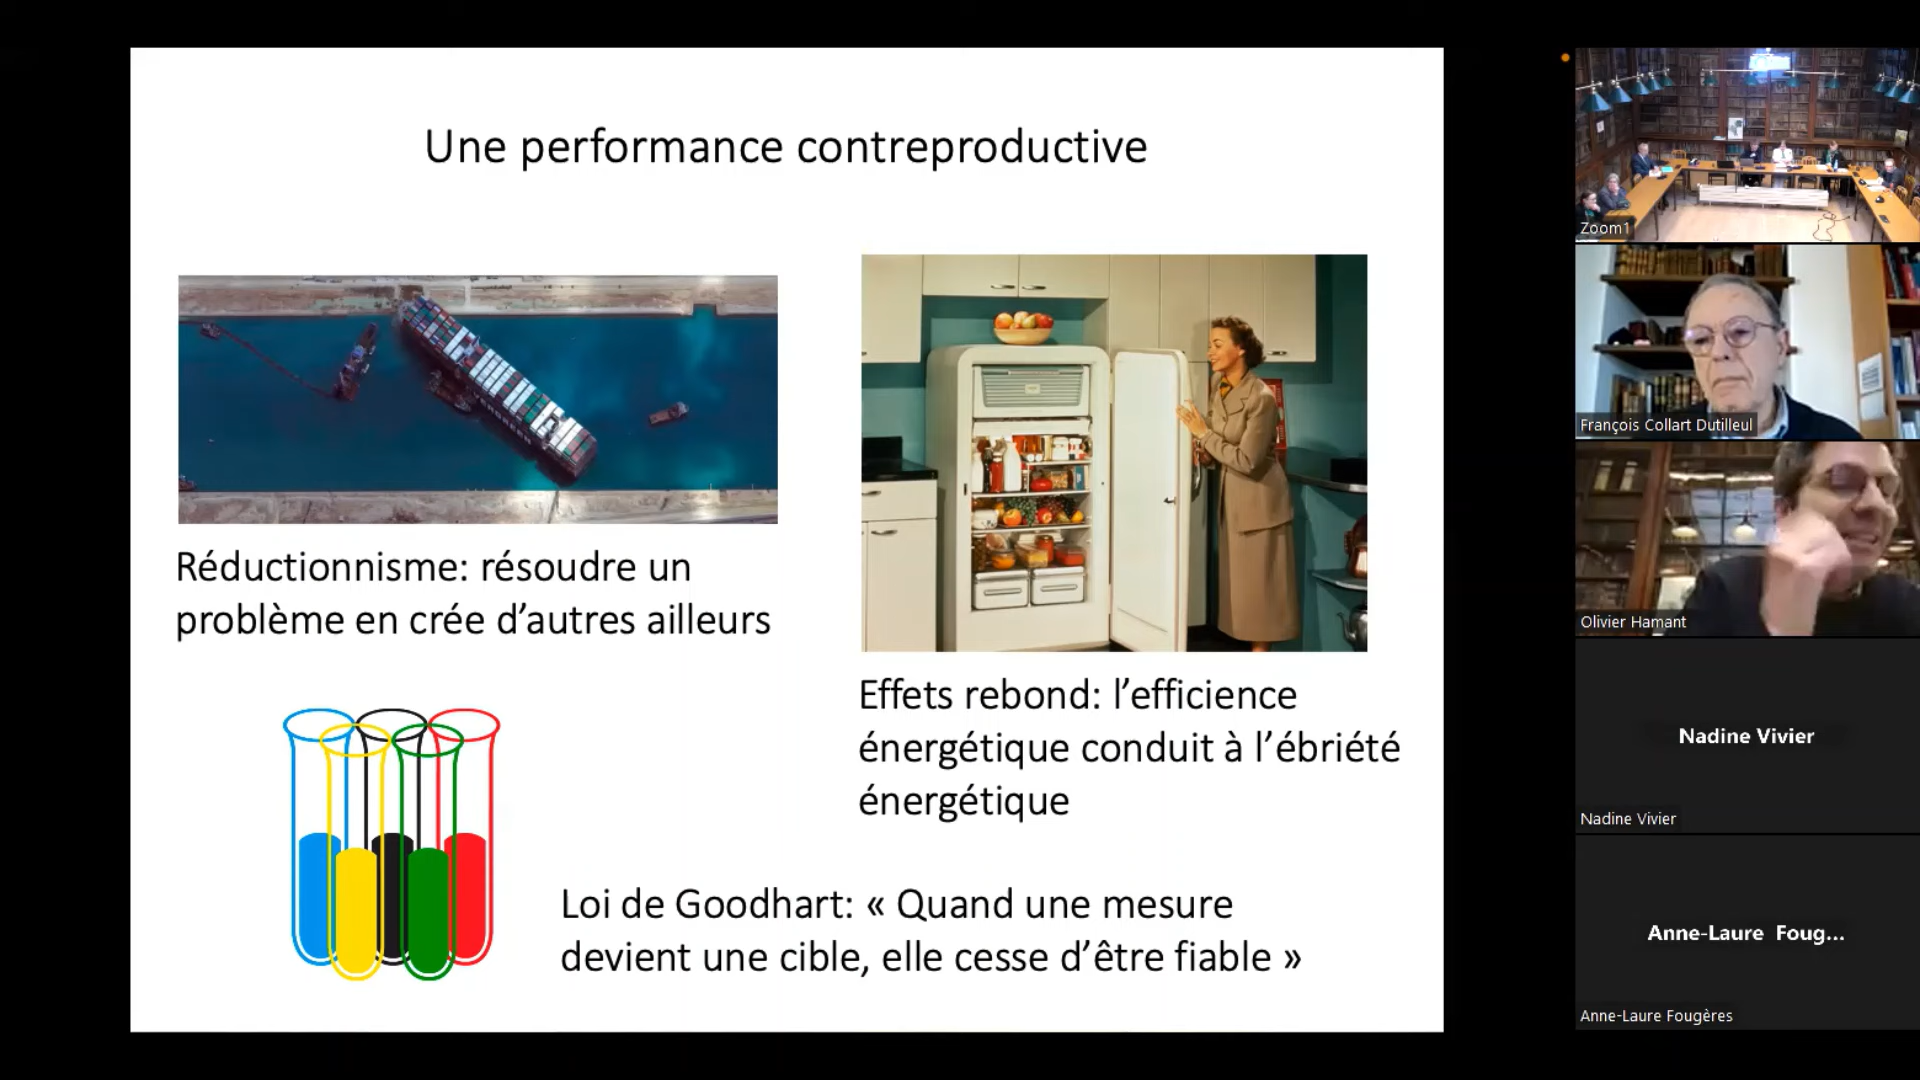 Une performance contreproductive
EVERGREEN
Réductionnisme: résoudre un
problème en crée d’autres ailleurs
Effets rebond: l’efficience
énergétique conduit à l’ébriété
énergétique
Loi de Goodhart: « Quand une mesure
devient une cible, elle cesse d’être fiable »
Zoom1
François Collart Dutilleul
Olivier Hamant
Nadine Vivier
Nadine Vivier
Anne-Laure Foug...
Anne-Laure Fougères